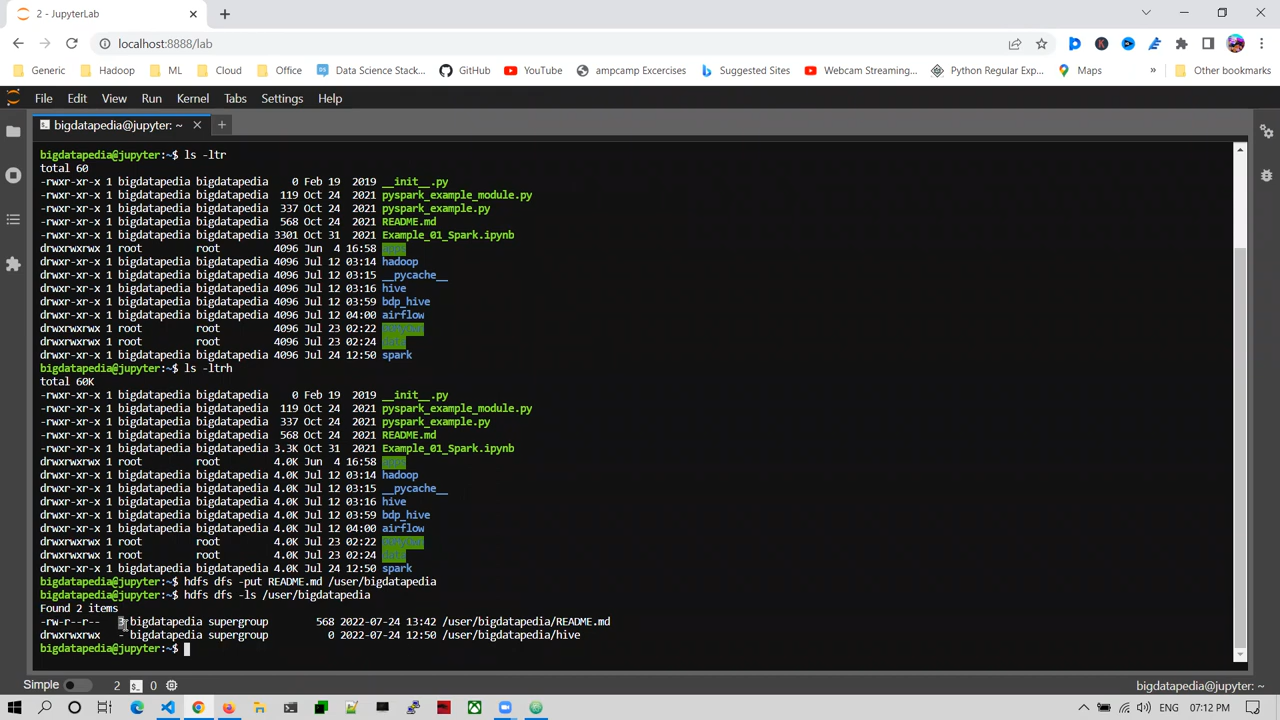 2 - JupyterLab
localhost:8888/lab
Generic Hadoop ML Cloud Office Data Science Stack... GitHub YouTube ampcamp Excercises Suggested Sites Webcam Streaming... Python Regular Exp... Maps » Other bookmarks
File Edit View Run Kernel Tabs Settings Help
bigdatapedia@jupyter: ~
bigdatapedia@jupyter:~$ ls -ltr
total 60
-rwxr-xr-x 1 bigdatapedia bigdatapedia 0 Feb 19 2019 __init__.py
-rwxr-xr-x 1 bigdatapedia bigdatapedia 119 Oct 24 2021 pyspark_example_module.py
-rwxr-xr-x 1 bigdatapedia bigdatapedia 337 Oct 24 2021 pyspark_example.py
-rwxr-xr-x 1 bigdatapedia bigdatapedia 568 Oct 24 2021 README.md
-rwxr-xr-x 1 bigdatapedia bigdatapedia 3301 Oct 31 2021 Example_01_Spark.ipynb
drwxrwxrwx 1 root root 4096 Jun 4 16:58
drwxr-xr-x 1 bigdatapedia bigdatapedia 4096 Jul 12 03:14 hadoop
drwxr-xr-x 1 bigdatapedia bigdatapedia 4096 Jul 12 03:15 __pycache__
drwxr-xr-x 1 bigdatapedia bigdatapedia 4096 Jul 12 03:16 hive
drwxr-xr-x 1 bigdatapedia bigdatapedia 4096 Jul 12 03:59 bdp_hive
drwxr-xr-x 1 bigdatapedia bigdatapedia 4096 Jul 12 04:00 airflow
drwxrwxrwx 1 root root 4096 Jul 23 02:22
drwxrwxrwx 1 root root 4096 Jul 23 02:24 data
drwxr-xr-x 1 bigdatapedia bigdatapedia 4096 Jul 24 12:50 spark
bigdatapedia@jupyter:~$ ls -ltrh
total 60K
-rwxr-xr-x 1 bigdatapedia bigdatapedia 0 Feb 19 2019 __init__.py
-rwxr-xr-x 1 bigdatapedia bigdatapedia 119 Oct 24 2021 pyspark_example_module.py
-rwxr-xr-x 1 bigdatapedia bigdatapedia 337 Oct 24 2021 pyspark_example.py
-rwxr-xr-x 1 bigdatapedia bigdatapedia 568 Oct 24 2021 README.md
-rwxr-xr-x 1 bigdatapedia bigdatapedia 3.3K Oct 31 2021 Example_01_Spark.ipynb
drwxrwxrwx 1 root root 4.0K Jun 4 16:58
drwxr-xr-x 1 bigdatapedia bigdatapedia 4.0K Jul 12 03:14 hadoop
drwxr-xr-x 1 bigdatapedia bigdatapedia 4.0K Jul 12 03:15 __pycache__
drwxr-xr-x 1 bigdatapedia bigdatapedia 4.0K Jul 12 03:16 hive
drwxr-xr-x 1 bigdatapedia bigdatapedia 4.0K Jul 12 03:59 bdp_hive
drwxr-xr-x 1 bigdatapedia bigdatapedia 4.0K Jul 12 04:00 airflow
drwxrwxrwx 1 root root 4.0K Jul 23 02:22
drwxrwxrwx 1 root root 4.0K Jul 23 02:24 data
drwxr-xr-x 1 bigdatapedia bigdatapedia 4.0K Jul 24 12:50 spark
bigdatapedia@jupyter:~$ hdfs dfs -put README.md /user/bigdatapedia
bigdatapedia@jupyter:~$ hdfs dfs -ls /user/bigdatapedia
Found 2 items
-rw-r--r-- 3 bigdatapedia supergroup 568 2022-07-24 13:42 /user/bigdatapedia/README.md
drwxrwxrwx - bigdatapedia supergroup 0 2022-07-24 12:50 /user/bigdatapedia/hive
bigdatapedia@jupyter:~$
Simple 2 0 bigdatapedia@jupyter: ~
ENG 07:12 PM